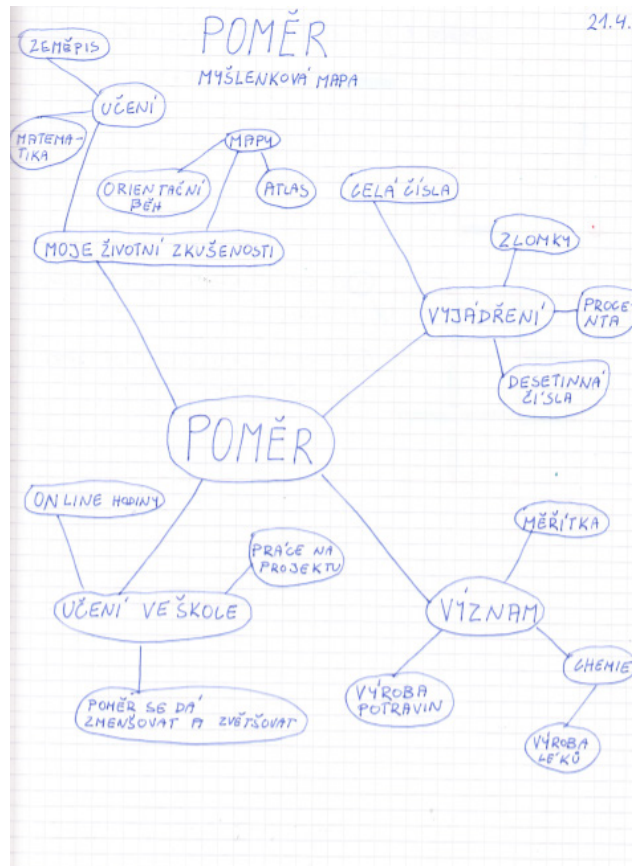 POMĚR
21.4.
MYŠLENKOVÁ MAPA
ZEMĚPIS
UČENÍ
MATEMA-
TIKA
MAPY
ORIENTAČNÍ
BĚH
ATLAS
MOJE ŽIVOTNÍ ZKUŠENOSTI
CELÁ ČÍSLA
ZLOMKY
VYJÁDŘENÍ
PROCE-
NTA
DESETINNÁ
ČÍSLA
POMĚR
ONLINE HODINY
PRÁCE NA
PROJEKTU
UČENÍ VE ŠKOLE
POMĚR SE DÁ
ZMENŠOVAT A ZVĚTŠOVAT
MĚŘÍTKA
VÝZNAM
CHEMIE
VÝROBA
POTRAVIN
VÝROBA
LÉKŮ